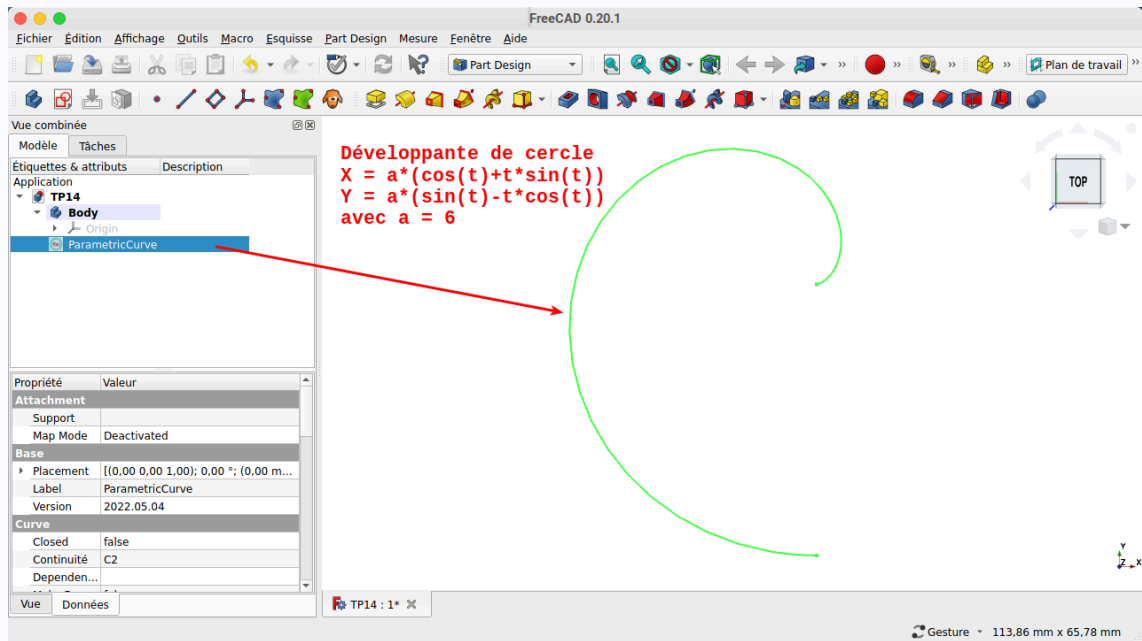 FreeCAD 0.20.1
Fichier Édition Affichage Outils Macro Esquisse Part Design Mesure Fenêtre Aide
Part Design
Plan de travail
Vue combinée
Modèle Tâches
Étiquettes & attributs Description
Application
TP14
Body
Origin
ParametricCurve
Développante de cercle
X = a*(cos(t)+t*sin(t))
Y = a*(sin(t)-t*cos(t))
avec a = 6
TOP
Propriété Valeur
Attachment
Support
Map Mode Deactivated
Base
Placement [(0,00 0,00 1,00); 0,00 °; (0,00 m...
Label ParametricCurve
Version 2022.05.04
Curve
Closed false
Continuité C2
Dependen...
Y
Z X
Vue Données
TP14 : 1*
Gesture 113,86 mm x 65,78 mm